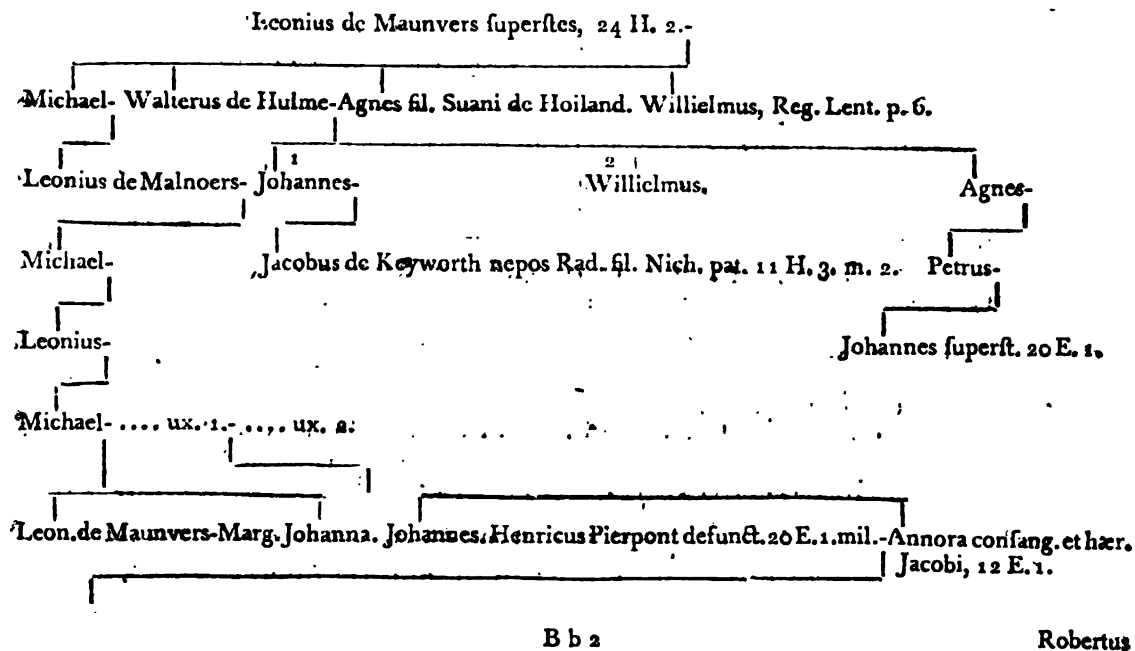 Leonius de Maunvers superſtes, 24 H. 2.-
Michael- Walterus de Hulme-Agnes fil. Suani de Hoiland. Willielmus, Reg. Lent. p. 6.
1 2
Leonius de Malnoers- Johannes- Willielmus. Agnes-
Michael- Jacobus de Keyworth nepos Rad. fil. Nich. pat. 11 H. 3. m. 2. Petrus-
Leonius- Johannes ſuperſt. 20 E. 1.
Michael- .... ux. 1.- .... ux. 2.
Leon. de Maunvers-Marg. Johanna. Johannes. Henricus Pierpont defunct. 20 E. 1. mil.-Annora conſang. et hær.
Jacobi, 12 E. 1.
B b 2 Robertus